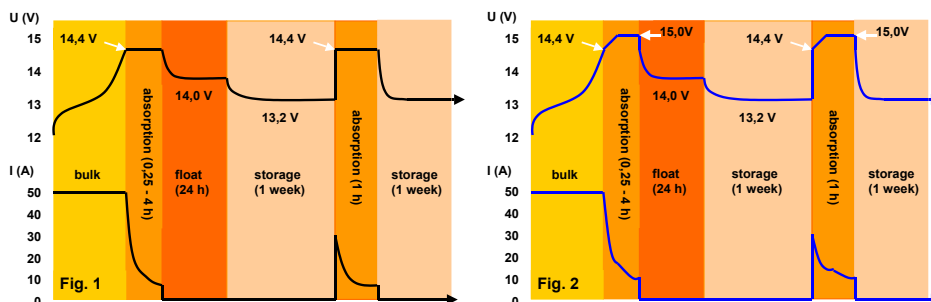 U (V)
15
14
13
12
14,4 V
14,4 V
14,0 V
13,2 V
absorption (0,25 - 4 h)
absorption (1 h)
bulk
float
(24 h)
storage
(1 week)
storage
(1 week)
I (A)
50
40
30
20
10
0
Fig. 1
U (V)
15
14
13
12
14,4 V
15,0V
14,4 V
15,0V
14,0 V
13,2 V
absorption (0,25 - 4 h)
absorption (1 h)
bulk
float
(24 h)
storage
(1 week)
storage
(1 week)
I (A)
50
40
30
20
10
0
Fig. 2